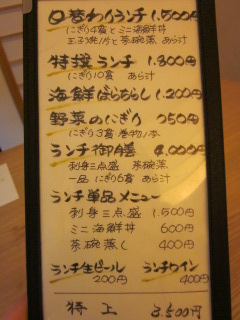 日替わりランチ 1.500円
にぎり4貫とミニ海鮮丼
玉子焼1片と茶碗蒸 あら汁
特撰ランチ 1.800円
にぎり10貫 あら汁
海鮮ばらちらし 1.200円
野菜のにぎり 950円
にぎり3貫 巻物1本
ランチ御膳 2.000円
刺身三点盛 茶碗蒸
一品 にぎり6貫 あら汁
ランチ単品メニュー
刺身三点盛 1.500円
ミニ海鮮丼 600円
茶碗蒸し 400円
ランチ生ビール ランチワイン
200円 400円
特上 3.500円